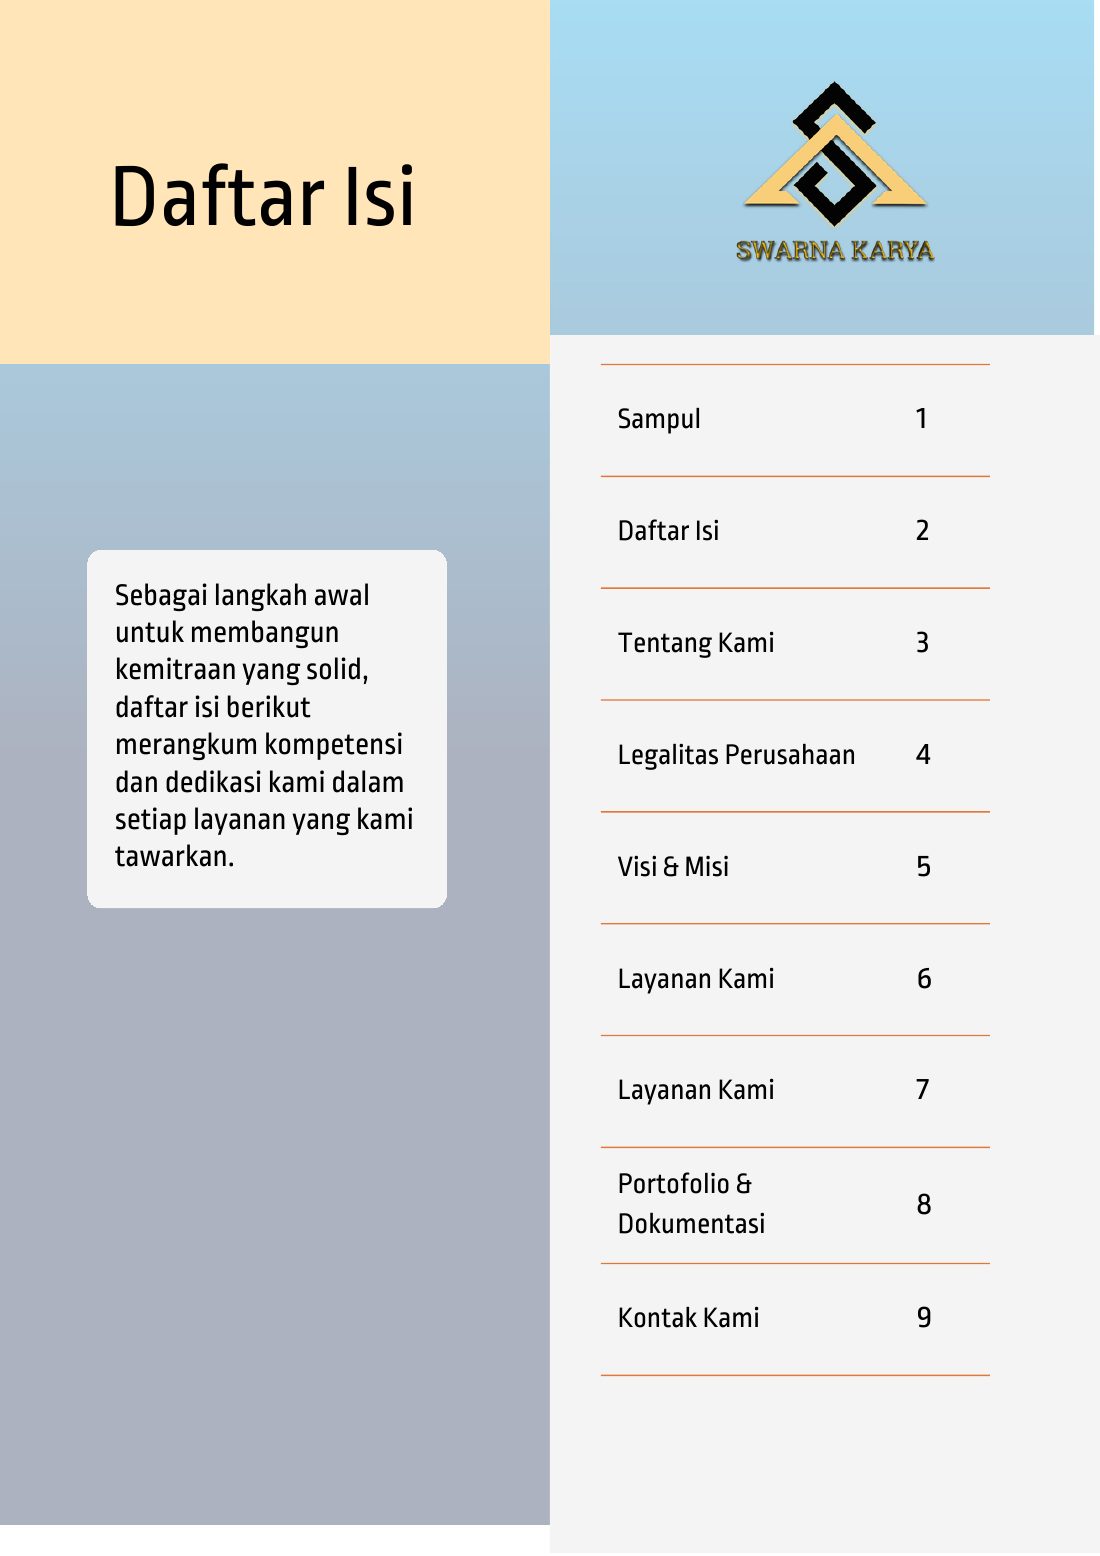 Daftar Isi
SWARNA KARYA
Sebagai langkah awal
untuk membangun
kemitraan yang solid,
daftar isi berikut
merangkum kompetensi
dan dedikasi kami dalam
setiap layanan yang kami
tawarkan.
Sampul 1
Daftar Isi 2
Tentang Kami 3
Legalitas Perusahaan 4
Visi & Misi 5
Layanan Kami 6
Layanan Kami 7
Portofolio &
Dokumentasi 8
Kontak Kami 9